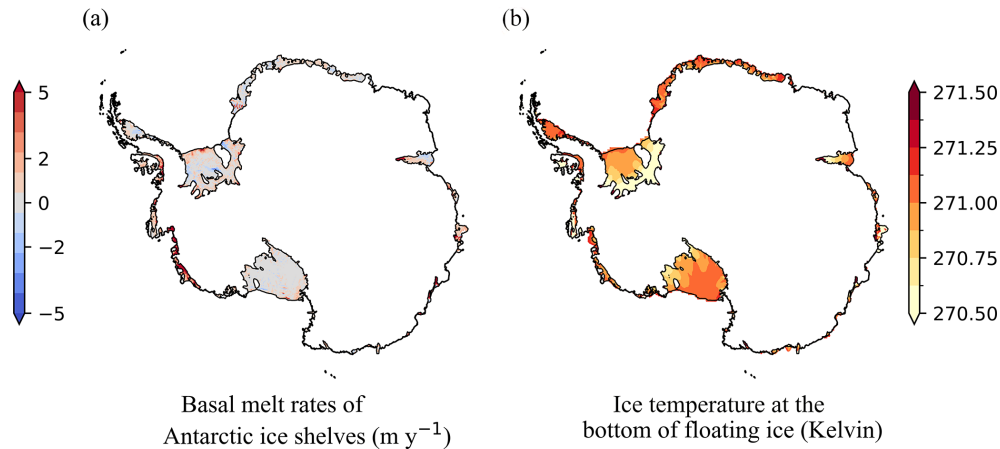 (a)
(b)
5
2
0
−2
−5
271.50
271.25
271.00
270.75
270.50
Basal melt rates of
Antarctic ice shelves (m y⁻¹)
Ice temperature at the
bottom of floating ice (Kelvin)